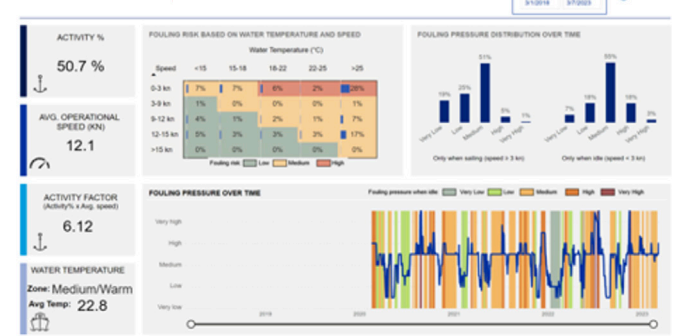 3/1/2018 3/7/2023
ACTIVITY %
50.7 %
AVG. OPERATIONAL
SPEED (KN)
12.1
ACTIVITY FACTOR
(Activity% x Avg. speed)
6.12
WATER TEMPERATURE
Zone: Medium/Warm
Avg Temp: 22.8
FOULING RISK BASED ON WATER TEMPERATURE AND SPEED
Water Temperature (°C)
Speed <15 15-18 18-22 22-25 >25
0-3 kn 7% 7% 6% 2% 28%
3-9 kn 1% 0% 0% 0% 1%
9-12 kn 4% 1% 2% 1% 7%
12-15 kn 5% 3% 3% 3% 17%
>15 kn 0% 0% 0% 0% 0%
Fouling risk Low Medium High
FOULING PRESSURE DISTRIBUTION OVER TIME
51% 55%
25%
18% 18%
7%
5% 1% 3%
Very Low Low Medium High Very High Very Low Low Medium High Very High
Only when sailing (speed ≥ 3 kn) Only when idle (speed < 3 kn)
FOULING PRESSURE OVER TIME
Fouling pressure when idle: Very Low Low Medium High Very High
Very high
High
Medium
Low
Very low
2019 2020 2021 2022 2023